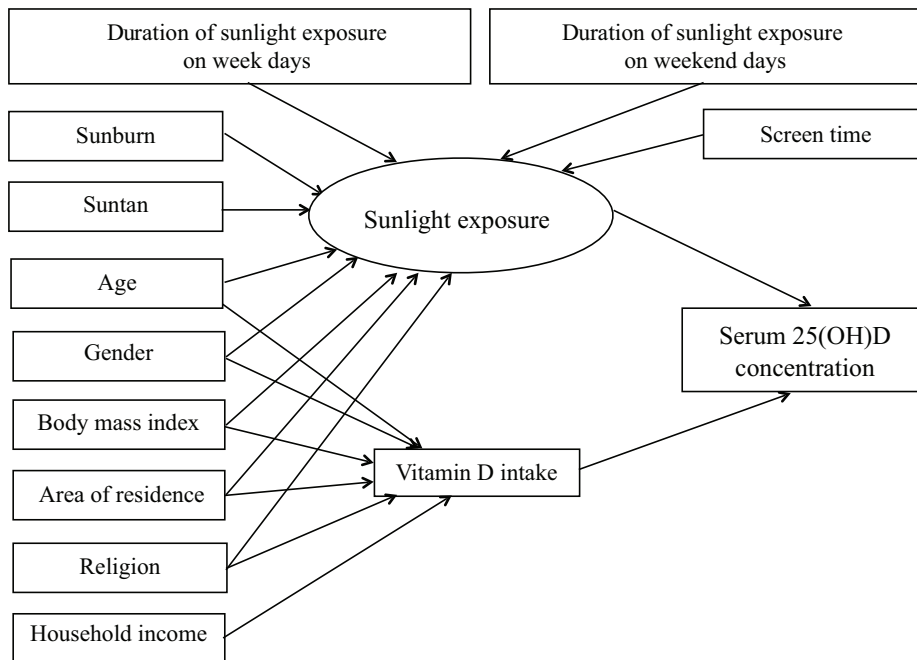 Duration of sunlight exposure
on week days
Duration of sunlight exposure
on weekend days
Sunburn
Screen time
Suntan
Sunlight exposure
Age
Gender
Serum 25(OH)D
concentration
Body mass index
Vitamin D intake
Area of residence
Religion
Household income